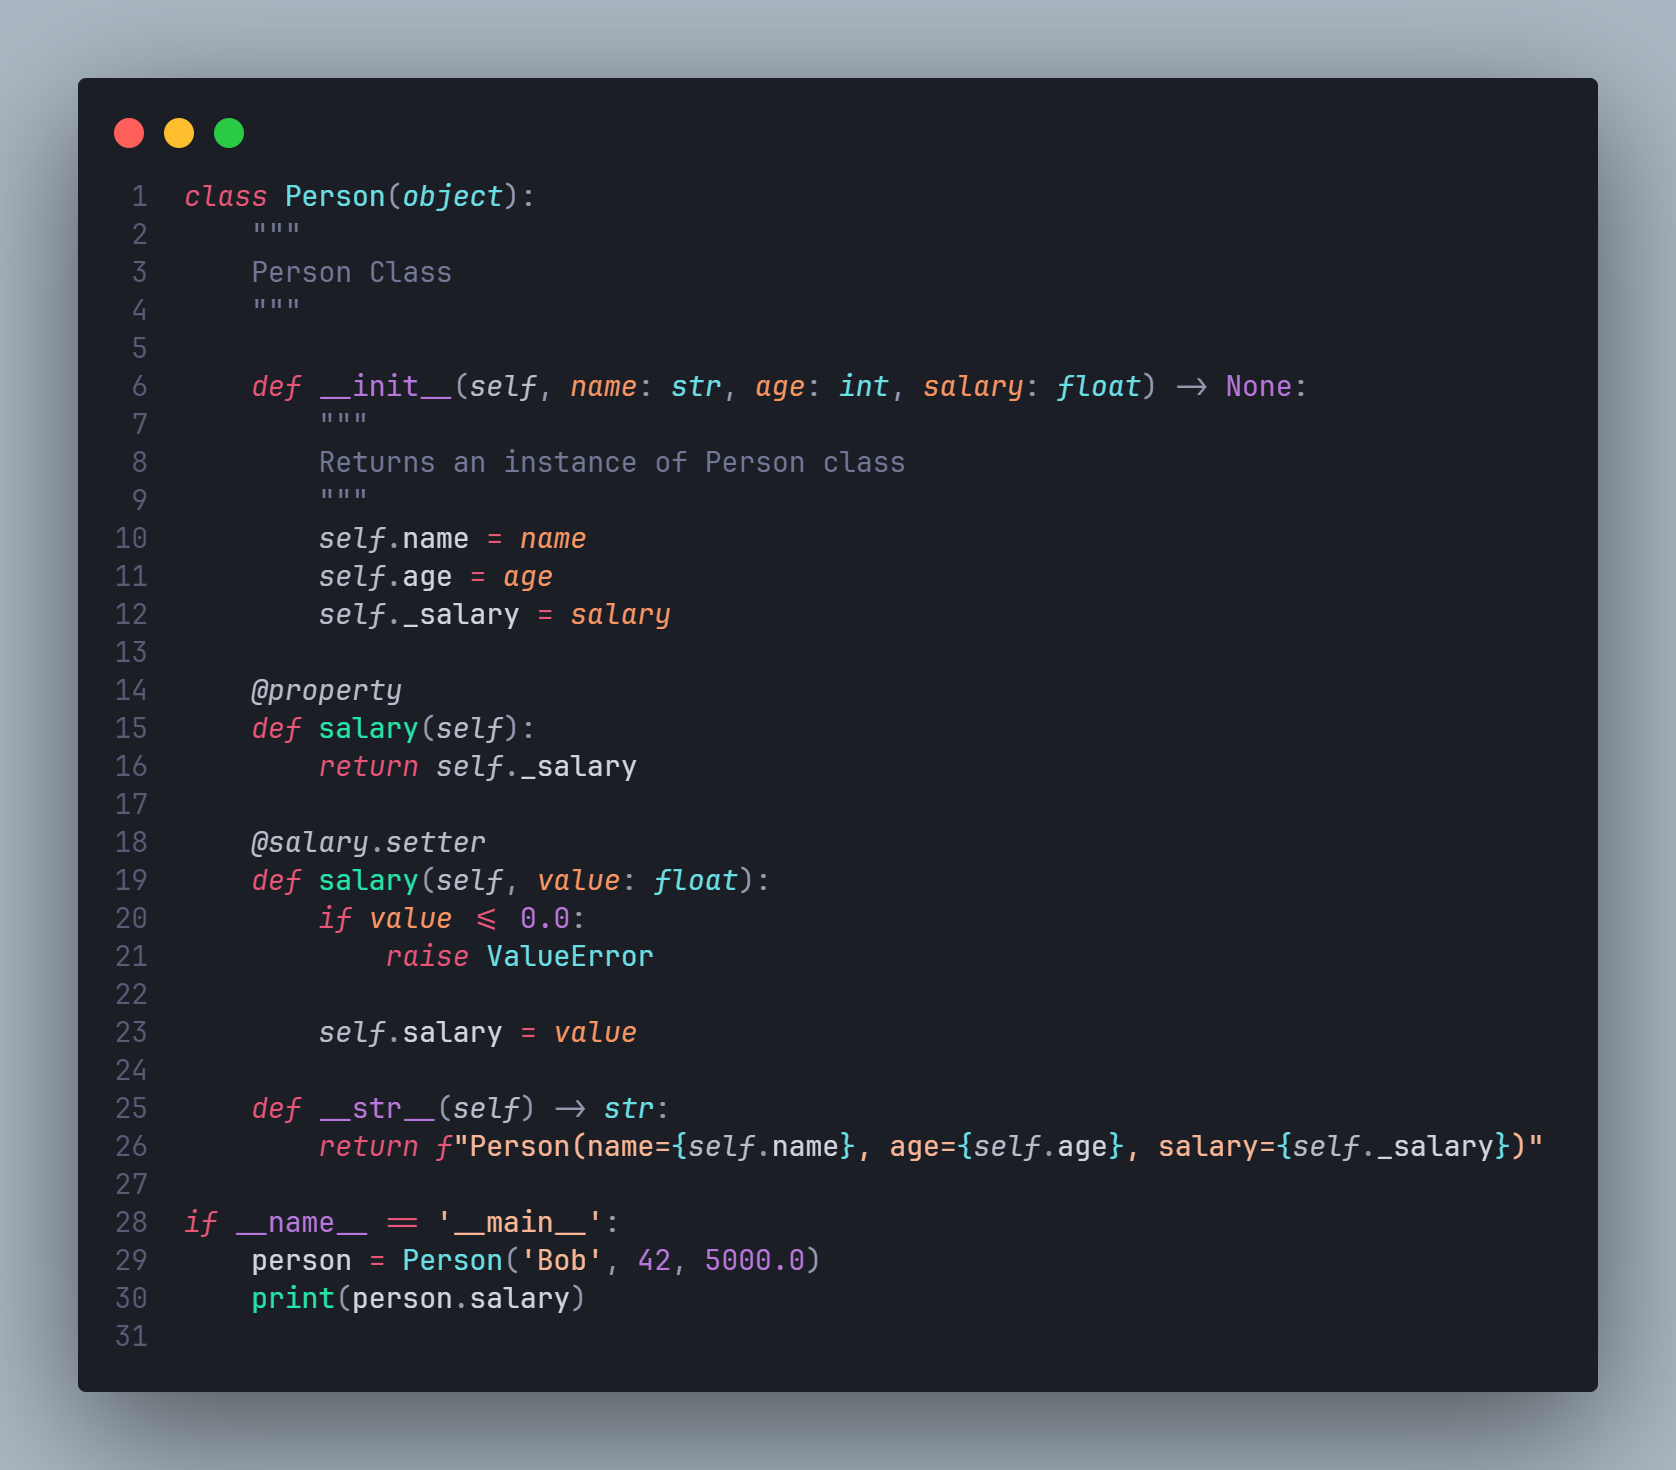 1 class Person(object):
2     """
3     Person Class
4     """
5
6     def __init__(self, name: str, age: int, salary: float) -> None:
7         """
8         Returns an instance of Person class
9         """
10         self.name = name
11         self.age = age
12         self._salary = salary
13
14     @property
15     def salary(self):
16         return self._salary
17
18     @salary.setter
19     def salary(self, value: float):
20         if value <= 0.0:
21             raise ValueError
22
23         self.salary = value
24
25     def __str__(self) -> str:
26         return f"Person(name={self.name}, age={self.age}, salary={self._salary})"
27
28 if __name__ == '__main__':
29     person = Person('Bob', 42, 5000.0)
30     print(person.salary)
31